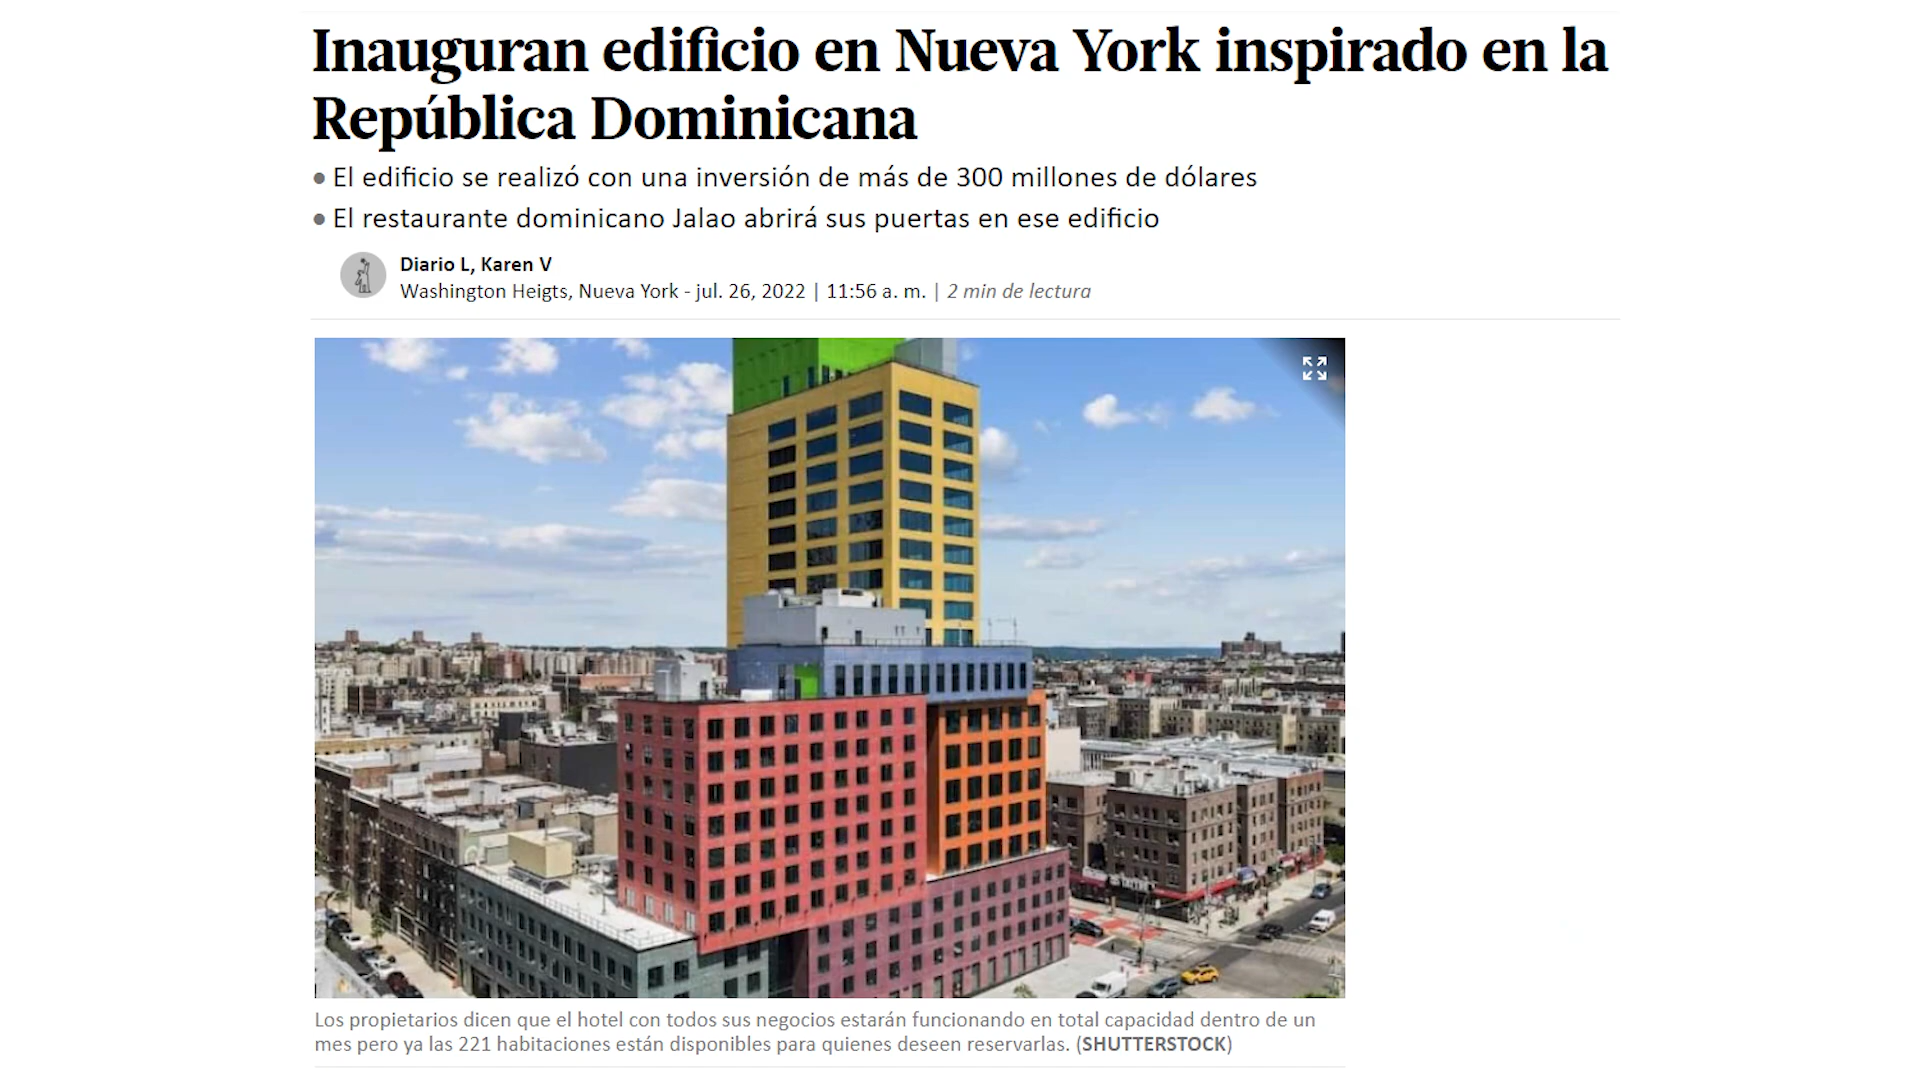 Inauguran edificio en Nueva York inspirado en la
República Dominicana
● El edificio se realizó con una inversión de más de 300 millones de dólares
● El restaurante dominicano Jalao abrirá sus puertas en ese edificio
Diario L, Karen V
Washington Heigts, Nueva York - jul. 26, 2022 | 11:56 a. m. | 2 min de lectura
Los propietarios dicen que el hotel con todos sus negocios estarán funcionando en total capacidad dentro de un
mes pero ya las 221 habitaciones están disponibles para quienes deseen reservarlas. (SHUTTERSTOCK)